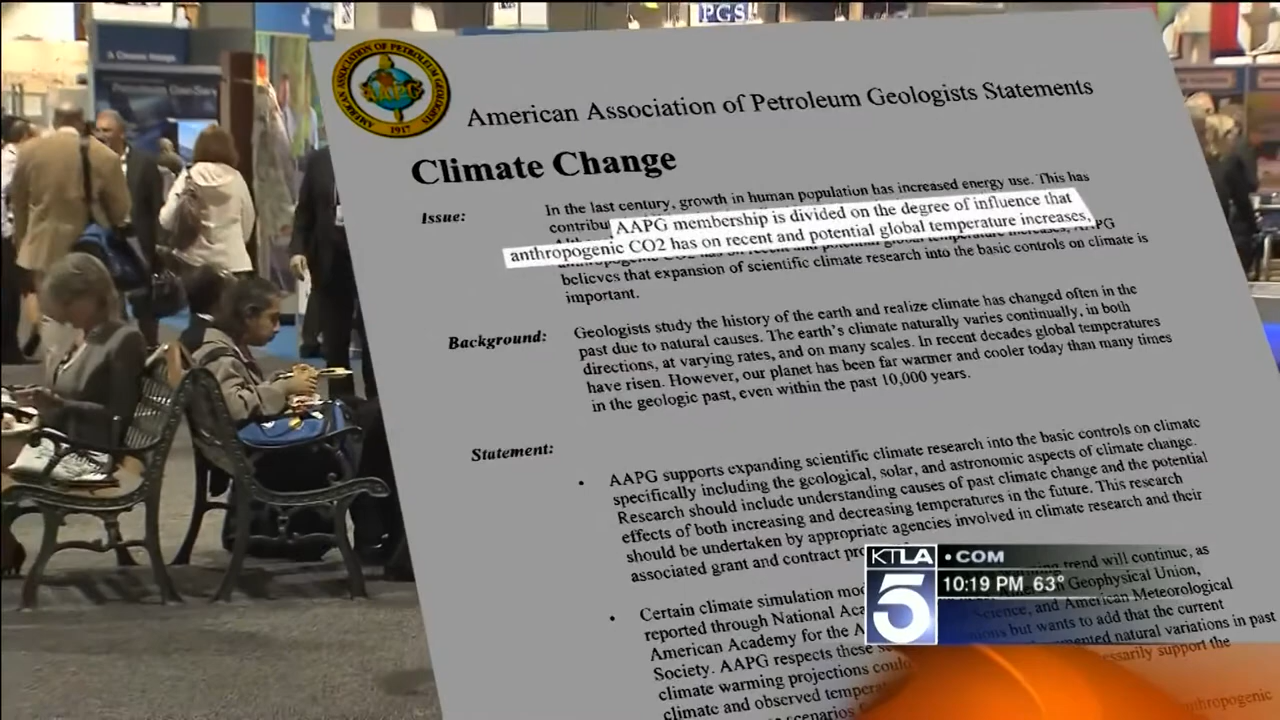 PGS
AMERICAN ASSOCIATION OF PETROLEUM GEOLOGISTS
AAPG
1917
American Association of Petroleum Geologists Statements
Climate Change
Issue:
In the last century, growth in human population has increased energy use. This has
contribu
AAPG membership is divided on the degree of influence that
anthropogenic CO2 has on recent and potential global temperature increases,
believes that expansion of scientific climate research into the basic controls on climate is
important.
Background:
Geologists study the history of the earth and realize climate has changed often in the
past due to natural causes. The earth's climate naturally varies continually, in both
directions, at varying rates, and on many scales. In recent decades global temperatures
have risen. However, our planet has been far warmer and cooler today than many times
in the geologic past, even within the past 10,000 years.
Statement:
• AAPG supports expanding scientific climate research into the basic controls on climate
specifically including the geological, solar, and astronomic aspects of climate change.
Research should include understanding causes of past climate change and the potential
effects of both increasing and decreasing temperatures in the future. This research
should be undertaken by appropriate agencies involved in climate research and their
associated grant and contract pr
• Certain climate simulation mo trend will continue, as
reported through National Aca Geophysical Union,
American Academy for the A Science, and American Meteorological
Society. AAPG respects these but wants to add that the current
climate warming projections could natural variations in past
climate and observed tempera support the
scenarios
KTLA 5
.COM
10:19 PM 63°